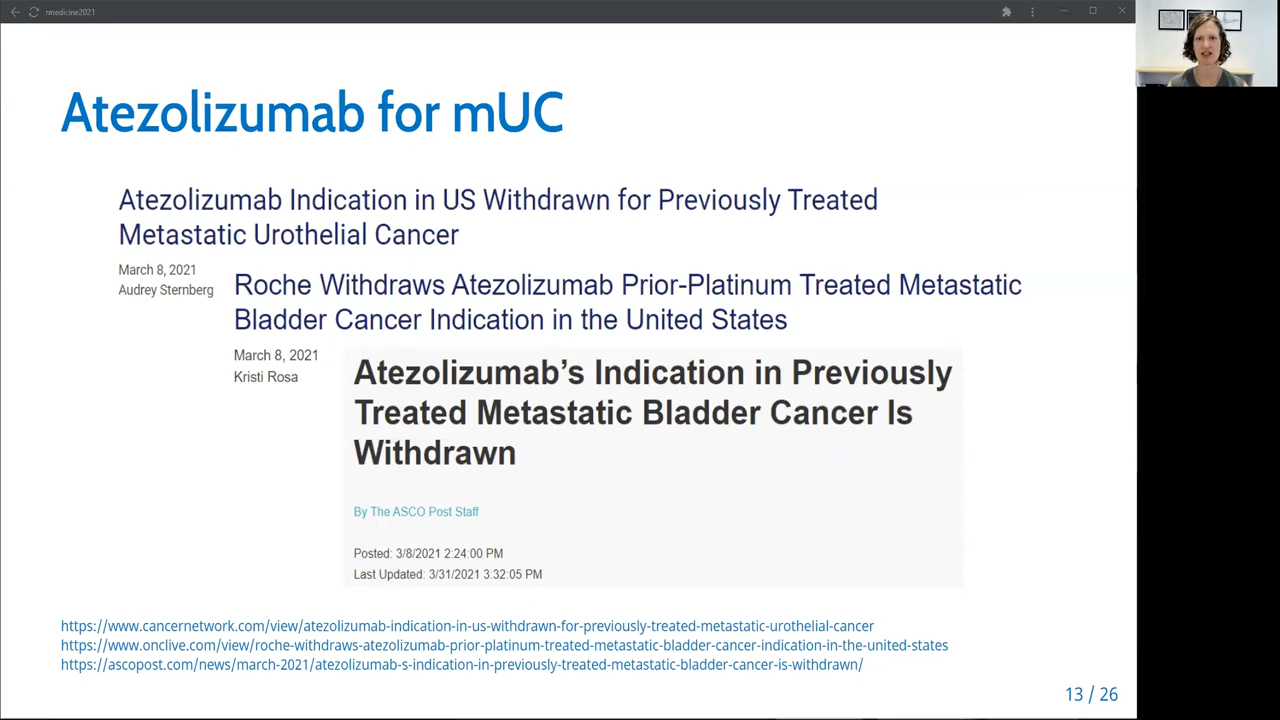 rmedicine2021
Atezolizumab for mUC
Atezolizumab Indication in US Withdrawn for Previously Treated
Metastatic Urothelial Cancer
March 8, 2021
Audrey Sternberg
Roche Withdraws Atezolizumab Prior-Platinum Treated Metastatic
Bladder Cancer Indication in the United States
March 8, 2021
Kristi Rosa
Atezolizumab's Indication in Previously
Treated Metastatic Bladder Cancer Is
Withdrawn
By The ASCO Post Staff
Posted: 3/8/2021 2:24:00 PM
Last Updated: 3/31/2021 3:32:05 PM
https://www.cancernetwork.com/view/atezolizumab-indication-in-us-withdrawn-for-previously-treated-metastatic-urothelial-cancer
https://www.onclive.com/view/roche-withdraws-atezolizumab-prior-platinum-treated-metastatic-bladder-cancer-indication-in-the-united-states
https://ascopost.com/news/march-2021/atezolizumab-s-indication-in-previously-treated-metastatic-bladder-cancer-is-withdrawn/
13 / 26